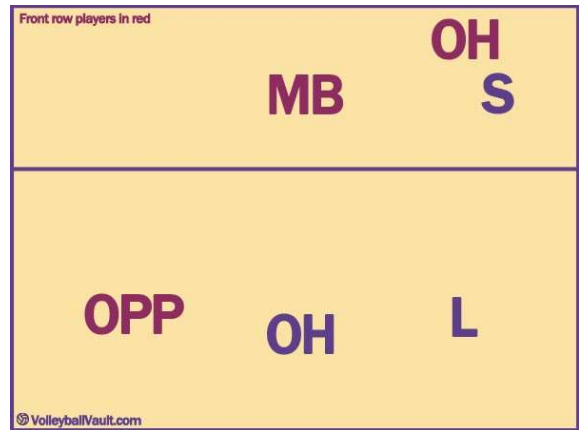 Front row players in red
OH
MB
S
OPP
OH
L
VolleyballVault.com